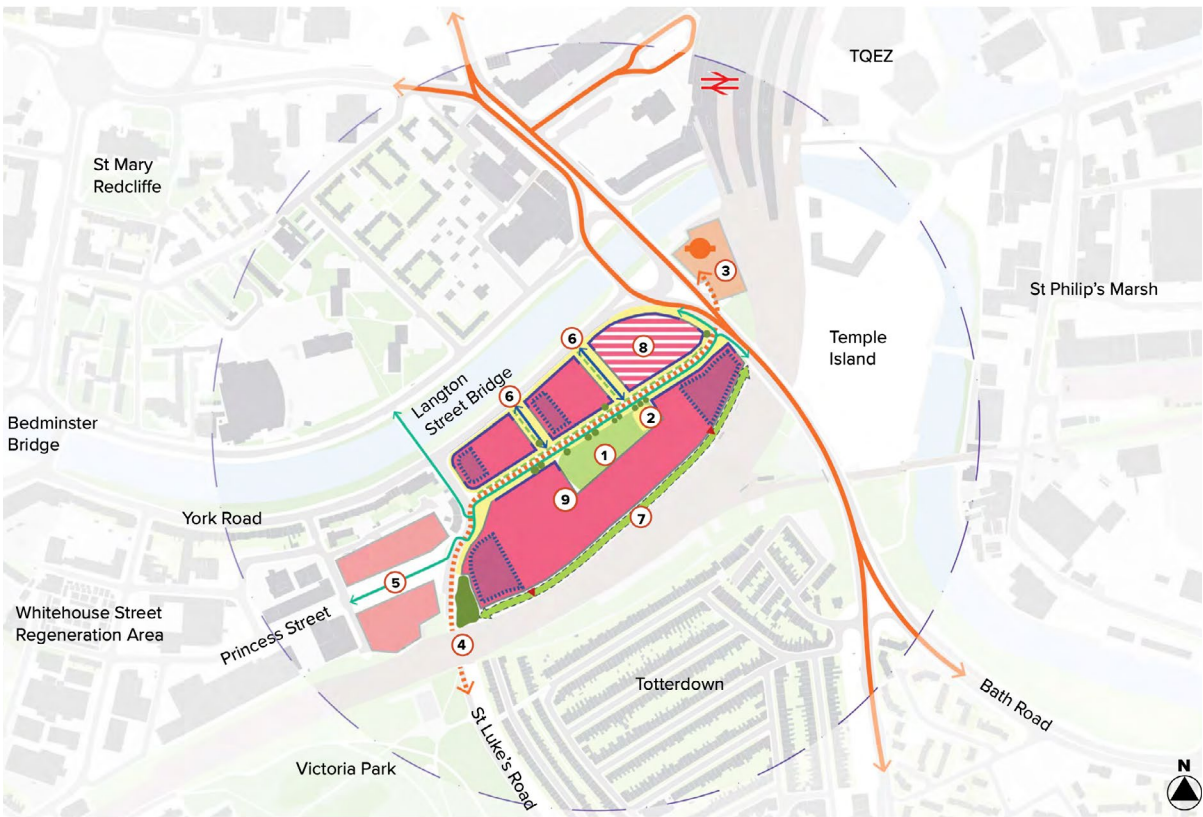 TQEZ
St Mary
Redcliffe
3
St Philip's Marsh
6
8
Temple
Island
Langton
Street Bridge
6
2
Bedminster
Bridge
1
9
York Road
7
5
Whitehouse Street
Regeneration Area
Princess Street
4
Totterdown
Bath Road
St Luke's Road
Victoria Park
N